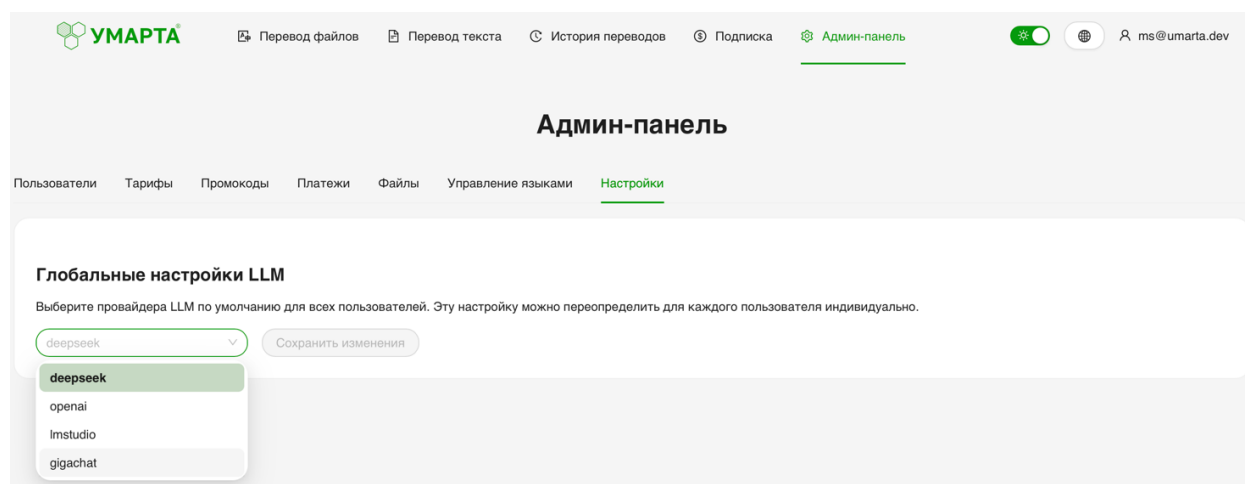 УМАРТА
Перевод файлов Перевод текста История переводов Подписка Админ-панель ms@umarta.dev
Админ-панель
Пользователи Тарифы Промокоды Платежи Файлы Управление языками Настройки
Глобальные настройки LLM
Выберите провайдера LLM по умолчанию для всех пользователей. Эту настройку можно переопределить для каждого пользователя индивидуально.
deepseek Сохранить изменения
deepseek
openai
lmstudio
gigachat